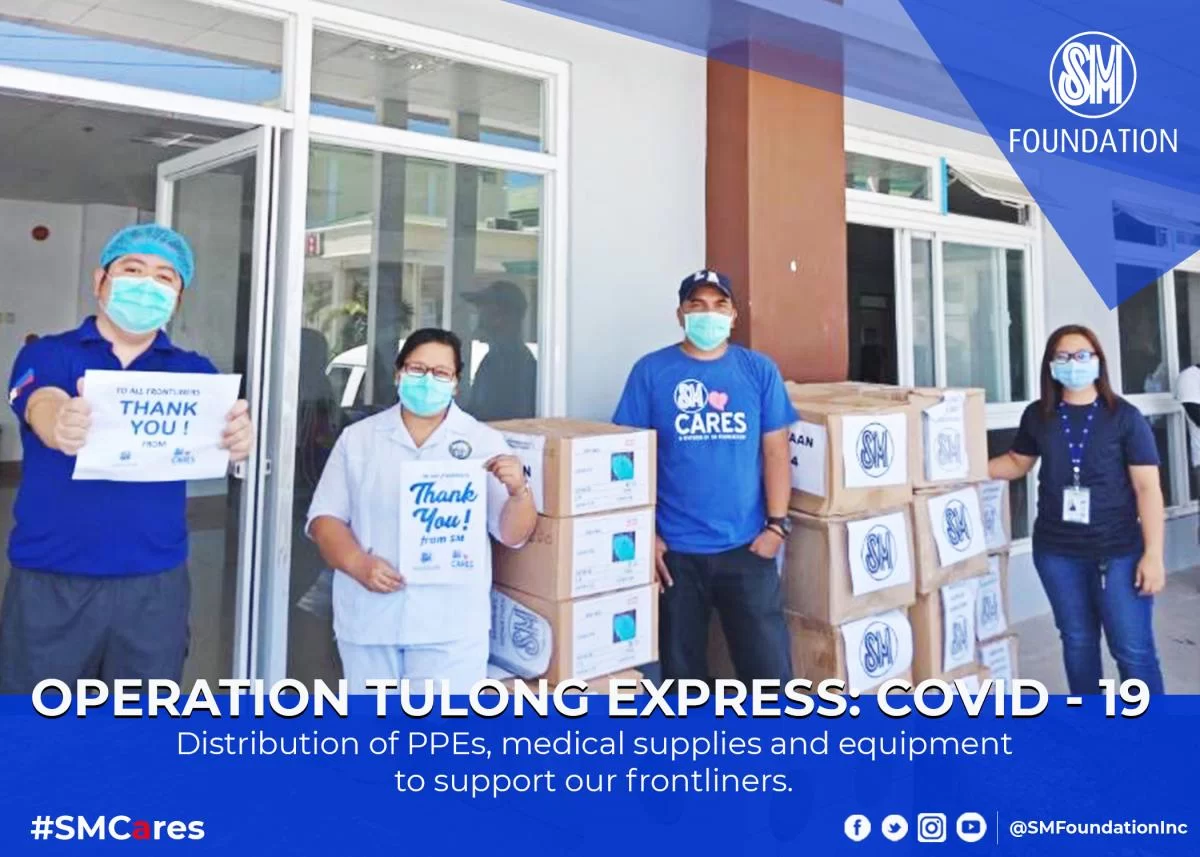 SM
FOUNDATION
TO ALL FRONTLINERS
THANK
YOU !
FROM
CARES
Thank
You !
from SM
CARES
SM
CARES
AAN
SM
SM
SM
SM
SM
OPERATION TULONG EXPRESS: COVID - 19
Distribution of PPEs, medical supplies and equipment
to support our frontliners.
#SMCares
@SMFoundationInc